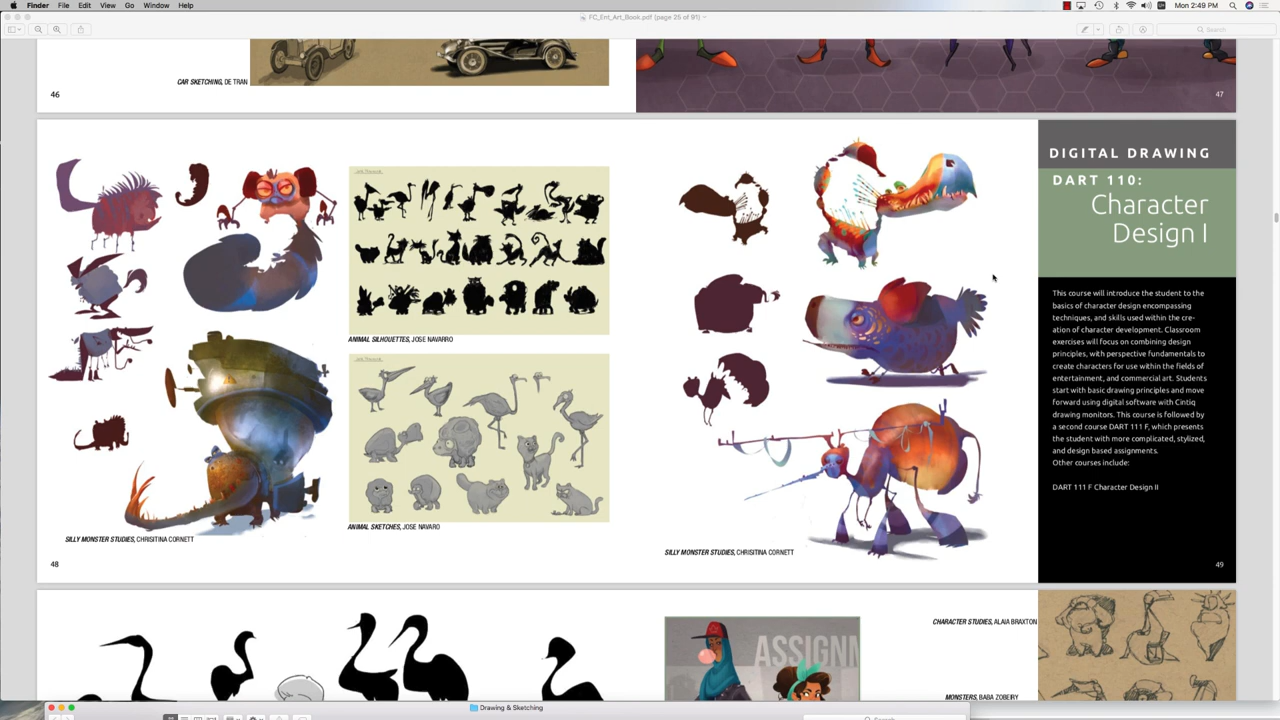 Finder File Edit View Go Window Help
Mon 2:49 PM
FC_Ent_Art_Book.pdf (page 25 of 91)
Search
CAR SKETCHING, DE TRAN
46
47
DIGITAL DRAWING
DART 110:
Character
Design I
This course will introduce the student to the
basics of character design encompassing
techniques, and skills used within the cre-
ation of character development. Classroom
exercises will focus on combining design
principles, with perspective fundamentals to
create characters for use within the fields of
entertainment, and commercial art. Students
start with basic drawing principles and move
forward using digital software with Cintiq
drawing monitors. This course is followed by
a second course DART 111 F, which presents
the student with more complicated, stylized,
and design based assignments.
Other courses include:
DART 111 F Character Design II
ANIMAL SILHOUETTES, JOSE NAVARRO
ANIMAL SKETCHES, JOSE NAVARO
SILLY MONSTER STUDIES, CHRISITINA CORNETT
SILLY MONSTER STUDIES, CHRISITINA CORNETT
48
49
CHARACTER STUDIES, ALAIA BRAXTON
ASSIGNM
MONSTERS, BABA ZOBEIRY
Drawing & Sketching
Search